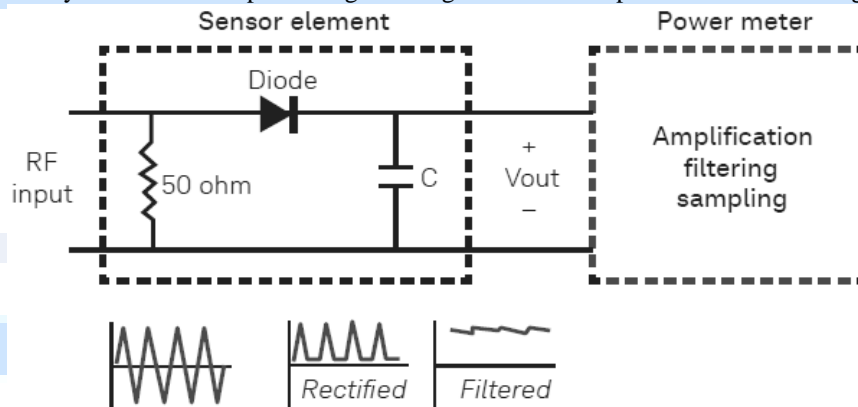 Sensor element
Power meter
Diode
RF
input
50 ohm
C
+
Vout
–
Amplification
filtering
sampling
Rectified
Filtered